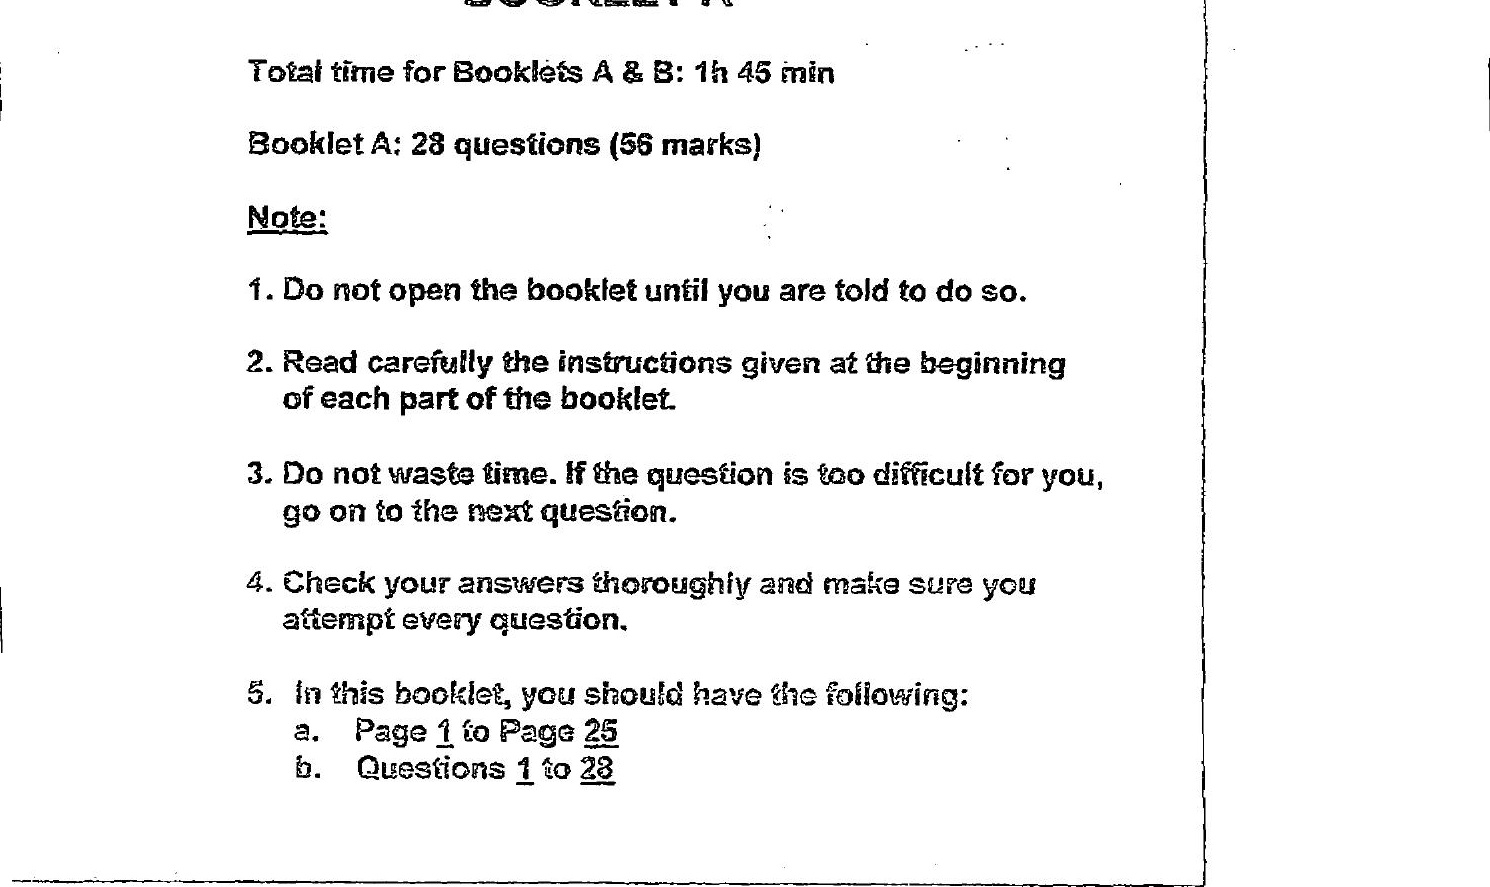 Total time for Booklets A & B: 1h 45 min
Booklet A: 28 questions (56 marks)
Note:
1. Do not open the booklet until you are told to do so.
2. Read carefully the instructions given at the beginning
of each part of the booklet.
3. Do not waste time. If the question is too difficult for you,
go on to the next question.
4. Check your answers thoroughly and make sure you
attempt every question.
5. In this booklet, you should have the following:
a. Page 1 to Page 25
b. Questions 1 to 28